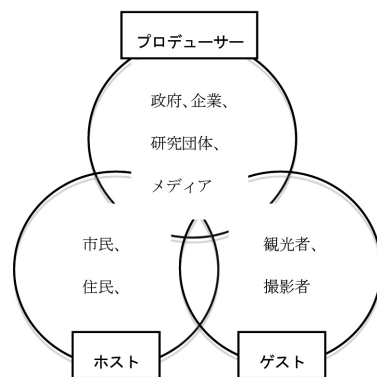 プロデューサー
政府、企業、
研究団体、
メディア
市民、
住民、
観光者、
撮影者
ホスト
ゲスト